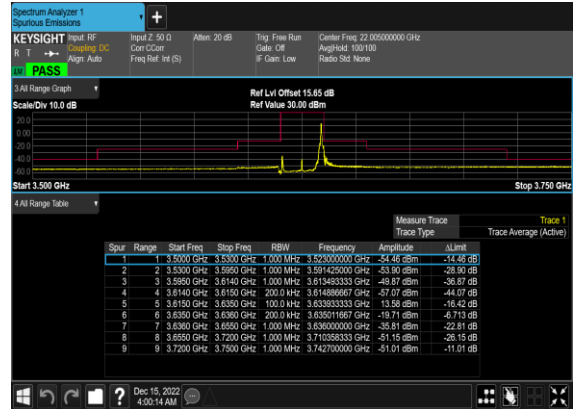 Spectrum Analyzer 1
Spurious Emissions
KEYSIGHT Input: RF Input Z: 50 Ω Atten: 20 dB Trig: Free Run Center Freq: 22.005000000 GHz
R T Coupling: DC Corr CCorr Gate: Off Avg|Hold: 100/100
Align: Auto Freq Ref: Int (S) IF Gain: Low Radio Std: None
PASS
3 All Range Graph
Ref Lvl Offset 15.65 dB
Scale/Div 10.0 dB Ref Value 30.00 dBm
20.0
0.00
-20.0
-40.0
-60.0
Start 3.500 GHz Stop 3.750 GHz
4 All Range Table
Measure Trace Trace 1
Trace Type Trace Average (Active)
Spur Range Start Freq Stop Freq RBW Frequency Amplitude ΔLimit
1 1 3.5000 GHz 3.5300 GHz 1.000 MHz 3.523000000 GHz -54.46 dBm -14.46 dB
2 2 3.5300 GHz 3.5950 GHz 1.000 MHz 3.591425000 GHz -53.90 dBm -28.90 dB
3 3 3.5950 GHz 3.6140 GHz 1.000 MHz 3.613493333 GHz -49.87 dBm -36.87 dB
4 4 3.6140 GHz 3.6150 GHz 200.0 kHz 3.614886667 GHz -57.07 dBm -44.07 dB
5 5 3.6150 GHz 3.6350 GHz 100.0 kHz 3.633933333 GHz 13.58 dBm -16.42 dB
6 6 3.6350 GHz 3.6360 GHz 200.0 kHz 3.635011667 GHz -19.71 dBm -6.713 dB
7 7 3.6360 GHz 3.6550 GHz 1.000 MHz 3.636000000 GHz -35.81 dBm -22.81 dB
8 8 3.6550 GHz 3.7200 GHz 1.000 MHz 3.710358333 GHz -51.15 dBm -26.15 dB
9 9 3.7200 GHz 3.7500 GHz 1.000 MHz 3.742700000 GHz -51.01 dBm -11.01 dB
Dec 15, 2022
4:00:14 AM